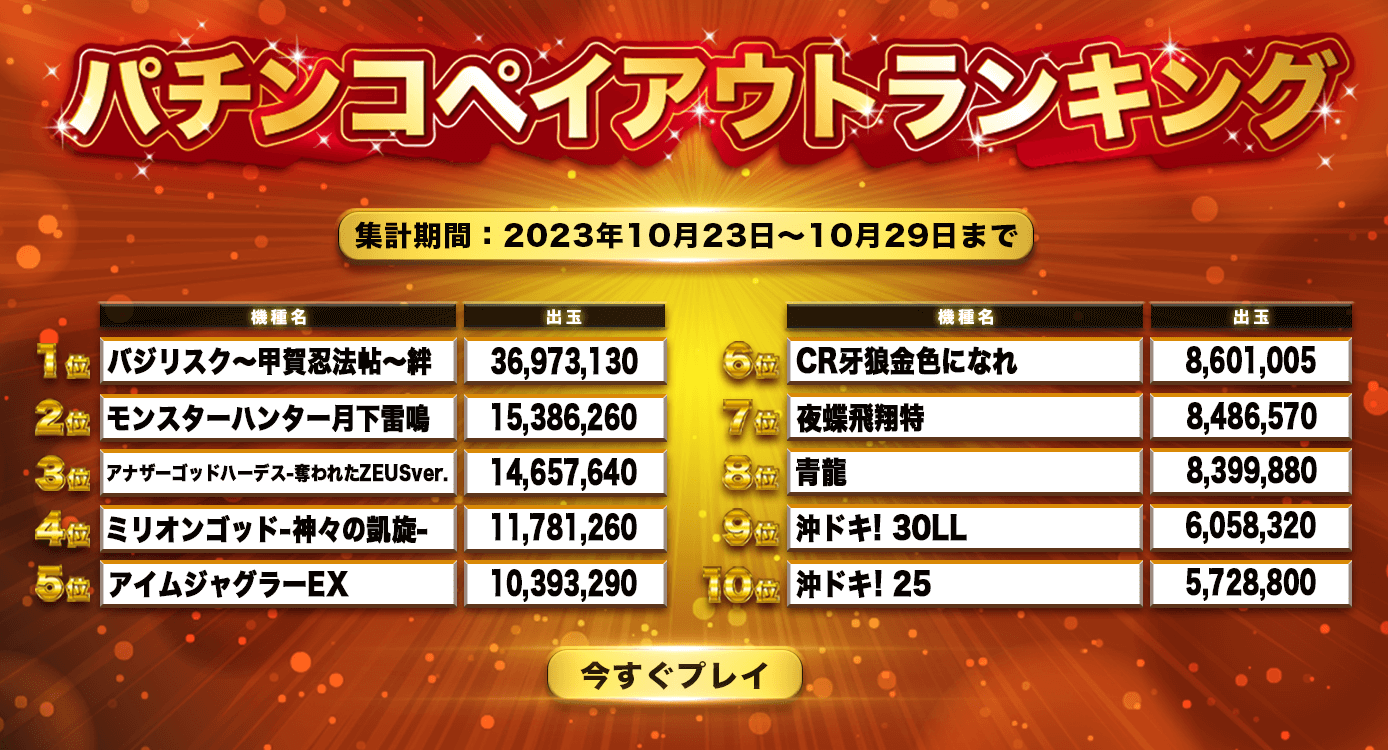 パチンコペイアウトランキング
集計期間：2023年10月23日～10月29日まで
機種名 出玉
1位 バジリスク～甲賀忍法帖～絆 36,973,130
2位 モンスターハンター月下雷鳴 15,386,260
3位 アナザーゴッドハーデス-奪われたZEUSver. 14,657,640
4位 ミリオンゴッド-神々の凱旋- 11,781,260
5位 アイムジャグラーEX 10,393,290
機種名 出玉
6位 CR牙狼金色になれ 8,601,005
7位 夜蝶飛翔特 8,486,570
8位 青龍 8,399,880
9位 沖ドキ! 30LL 6,058,320
10位 沖ドキ! 25 5,728,800
今すぐプレイ